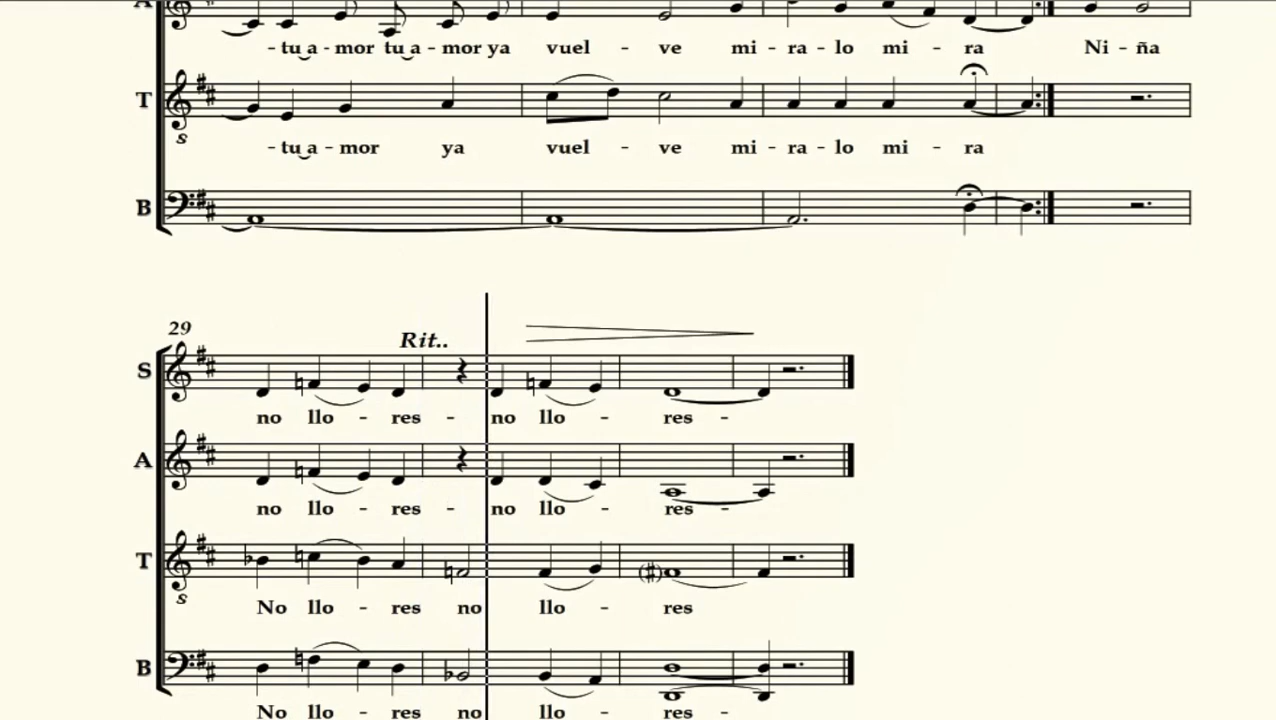 A
- tu a - mor tu a - mor ya vuel - ve mi - ra - lo mi - ra Ni - ña
T
8
- tu a - mor ya vuel - ve mi - ra - lo mi - ra
B
29
Rit..
S
no llo - res - no llo - res -
A
no llo - res - no llo - res -
T
8
No llo - res no llo - res
B
No llo - res no llo - res -